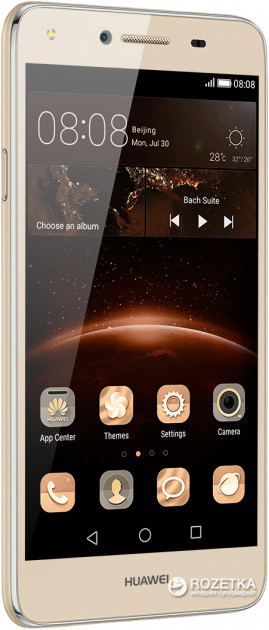 08:08
08:08
Beijing
Mon, Jul 30
28°C 32°/26°
Bach Suite
Choose an album
App Center Themes Settings Camera
HUAWEI
HUAWEI
ROZETKA